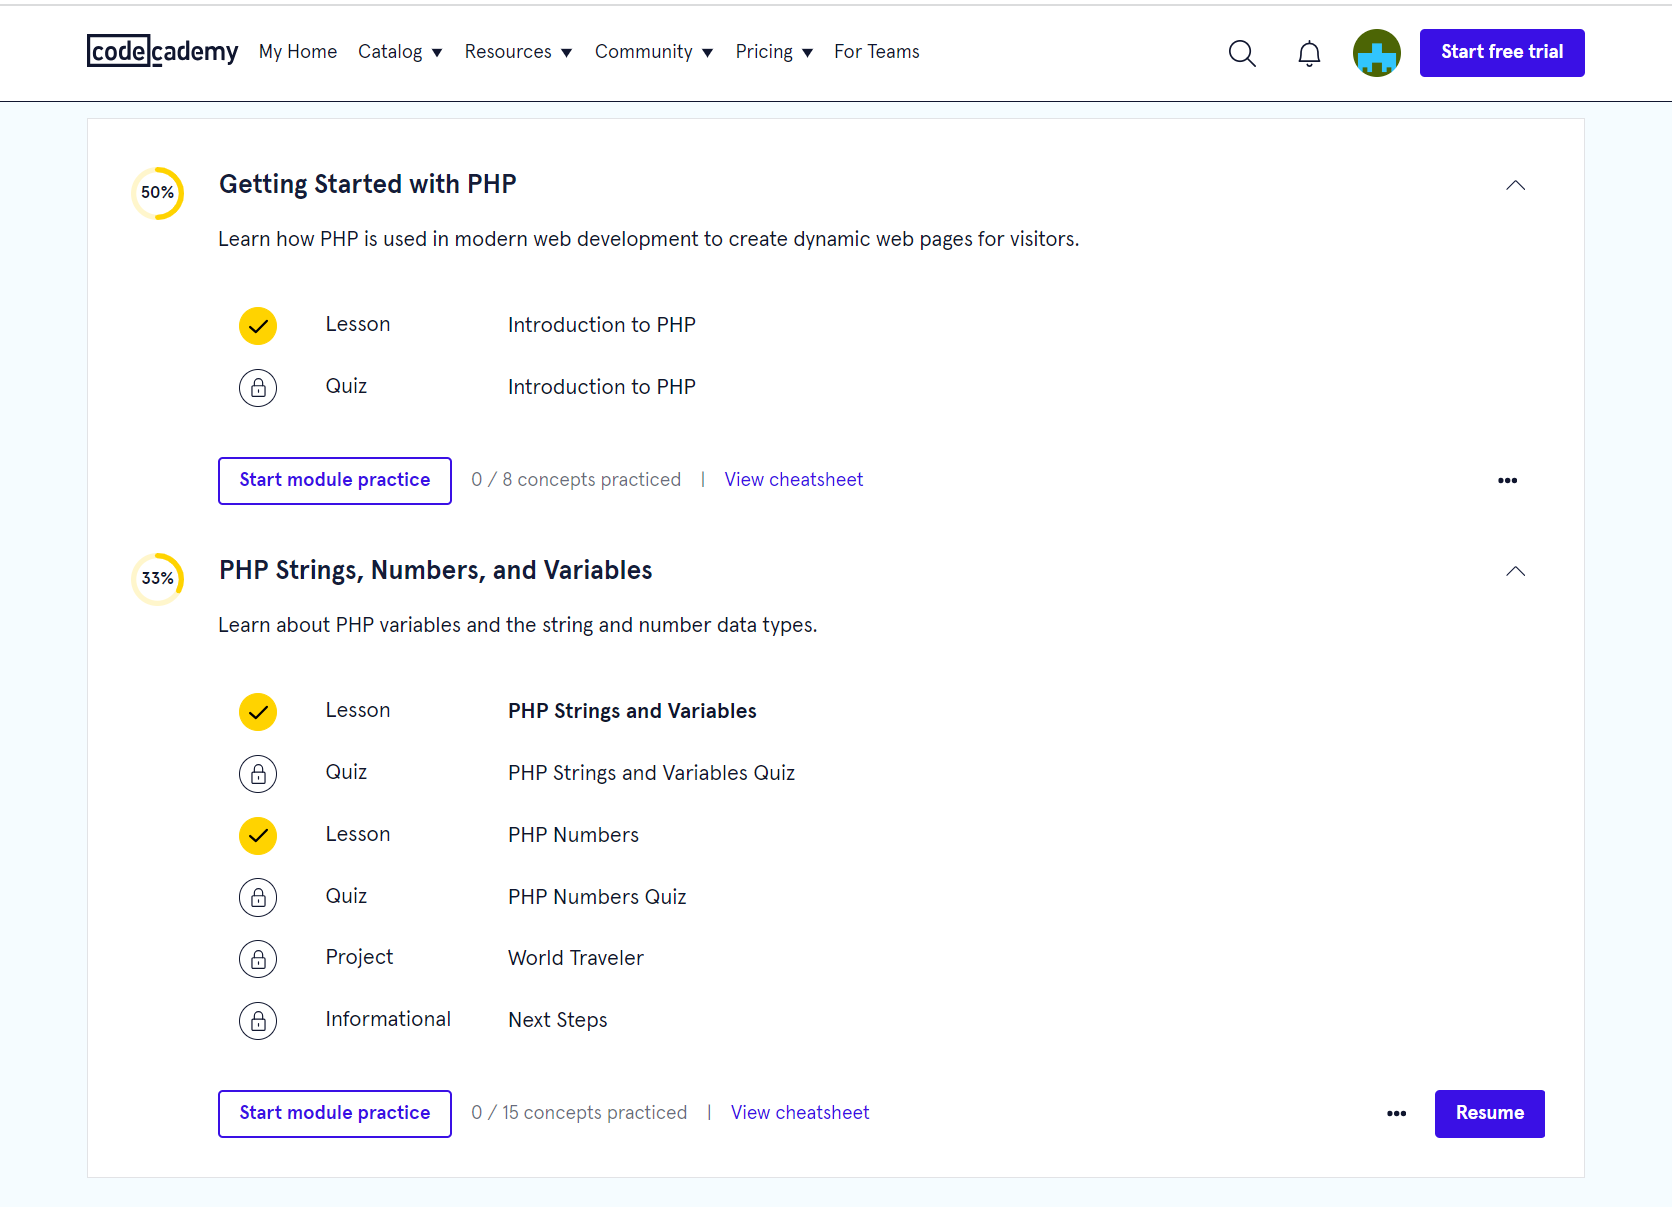 codecademy My Home Catalog ▼ Resources ▼ Community ▼ Pricing ▼ For Teams Start free trial
50% Getting Started with PHP
Learn how PHP is used in modern web development to create dynamic web pages for visitors.
Lesson Introduction to PHP
Quiz Introduction to PHP
Start module practice 0 / 8 concepts practiced | View cheatsheet •••
33% PHP Strings, Numbers, and Variables
Learn about PHP variables and the string and number data types.
Lesson PHP Strings and Variables
Quiz PHP Strings and Variables Quiz
Lesson PHP Numbers
Quiz PHP Numbers Quiz
Project World Traveler
Informational Next Steps
Start module practice 0 / 15 concepts practiced | View cheatsheet ••• Resume